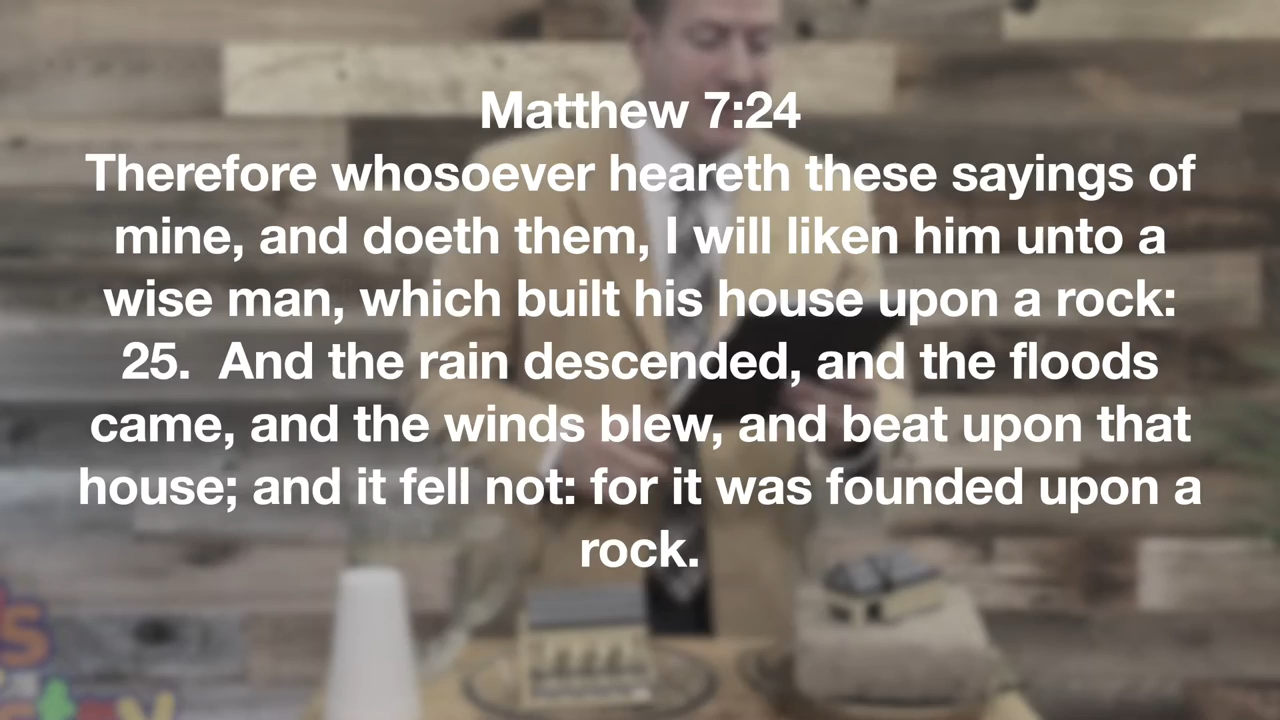 Matthew 7:24
Therefore whosoever heareth these sayings of
mine, and doeth them, I will liken him unto a
wise man, which built his house upon a rock:
25.  And the rain descended, and the floods
came, and the winds blew, and beat upon that
house; and it fell not: for it was founded upon a
rock.